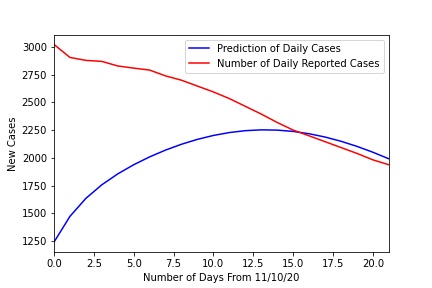 Prediction of Daily Cases
Number of Daily Reported Cases
3000
2750
2500
2250
2000
1750
1500
1250
New Cases
0.0 2.5 5.0 7.5 10.0 12.5 15.0 17.5 20.0
Number of Days From 11/10/20